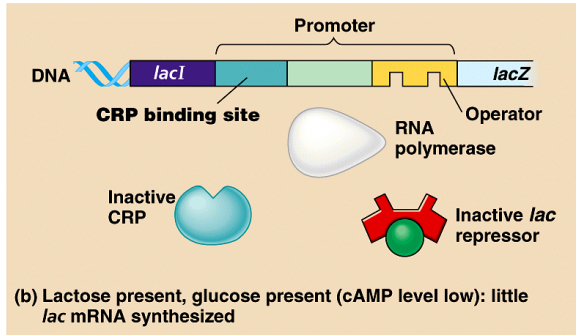 Promoter
DNA
lacI
lacZ
CRP binding site
Operator
RNA
polymerase
Inactive
CRP
Inactive lac
repressor
(b) Lactose present, glucose present (cAMP level low): little
lac mRNA synthesized